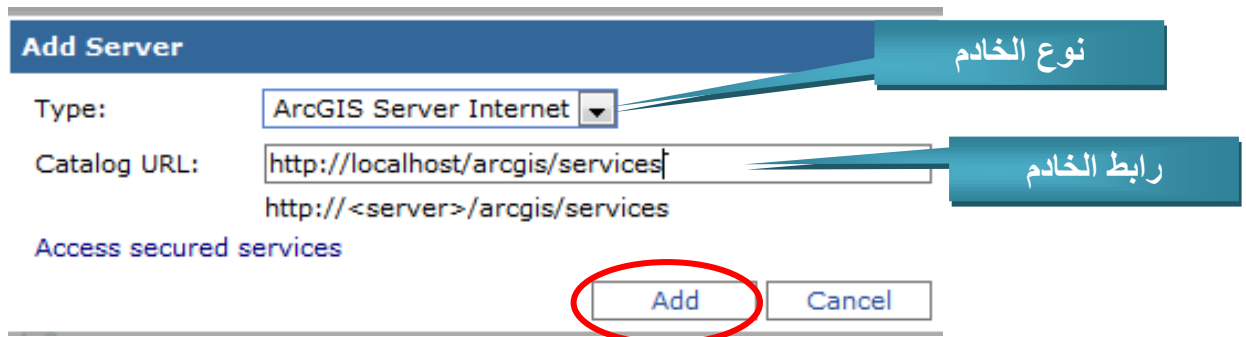 Add Server
نوع الخادم
Type:
ArcGIS Server Internet
Catalog URL:
http://localhost/arcgis/services
رابط الخادم
http://<server>/arcgis/services
Access secured services
Add
Cancel